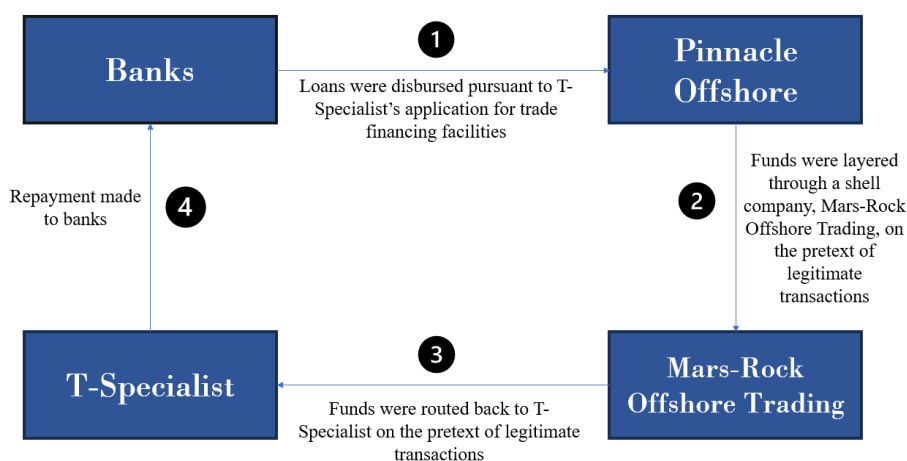 Banks
1
Loans were disbursed pursuant to T-
Specialist's application for trade
financing facilities
Pinnacle
Offshore
2
Funds were layered
through a shell
company, Mars-Rock
Offshore Trading, on
the pretext of
legitimate
transactions
Mars-Rock
Offshore Trading
3
Funds were routed back to T-
Specialist on the pretext of legitimate
transactions
T-Specialist
4
Repayment made
to banks